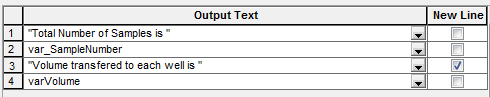 Output Text New Line
1 "Total Number of Samples is "
2 var_SampleNumber
3 "Volume transfered to each well is "
4 varVolume